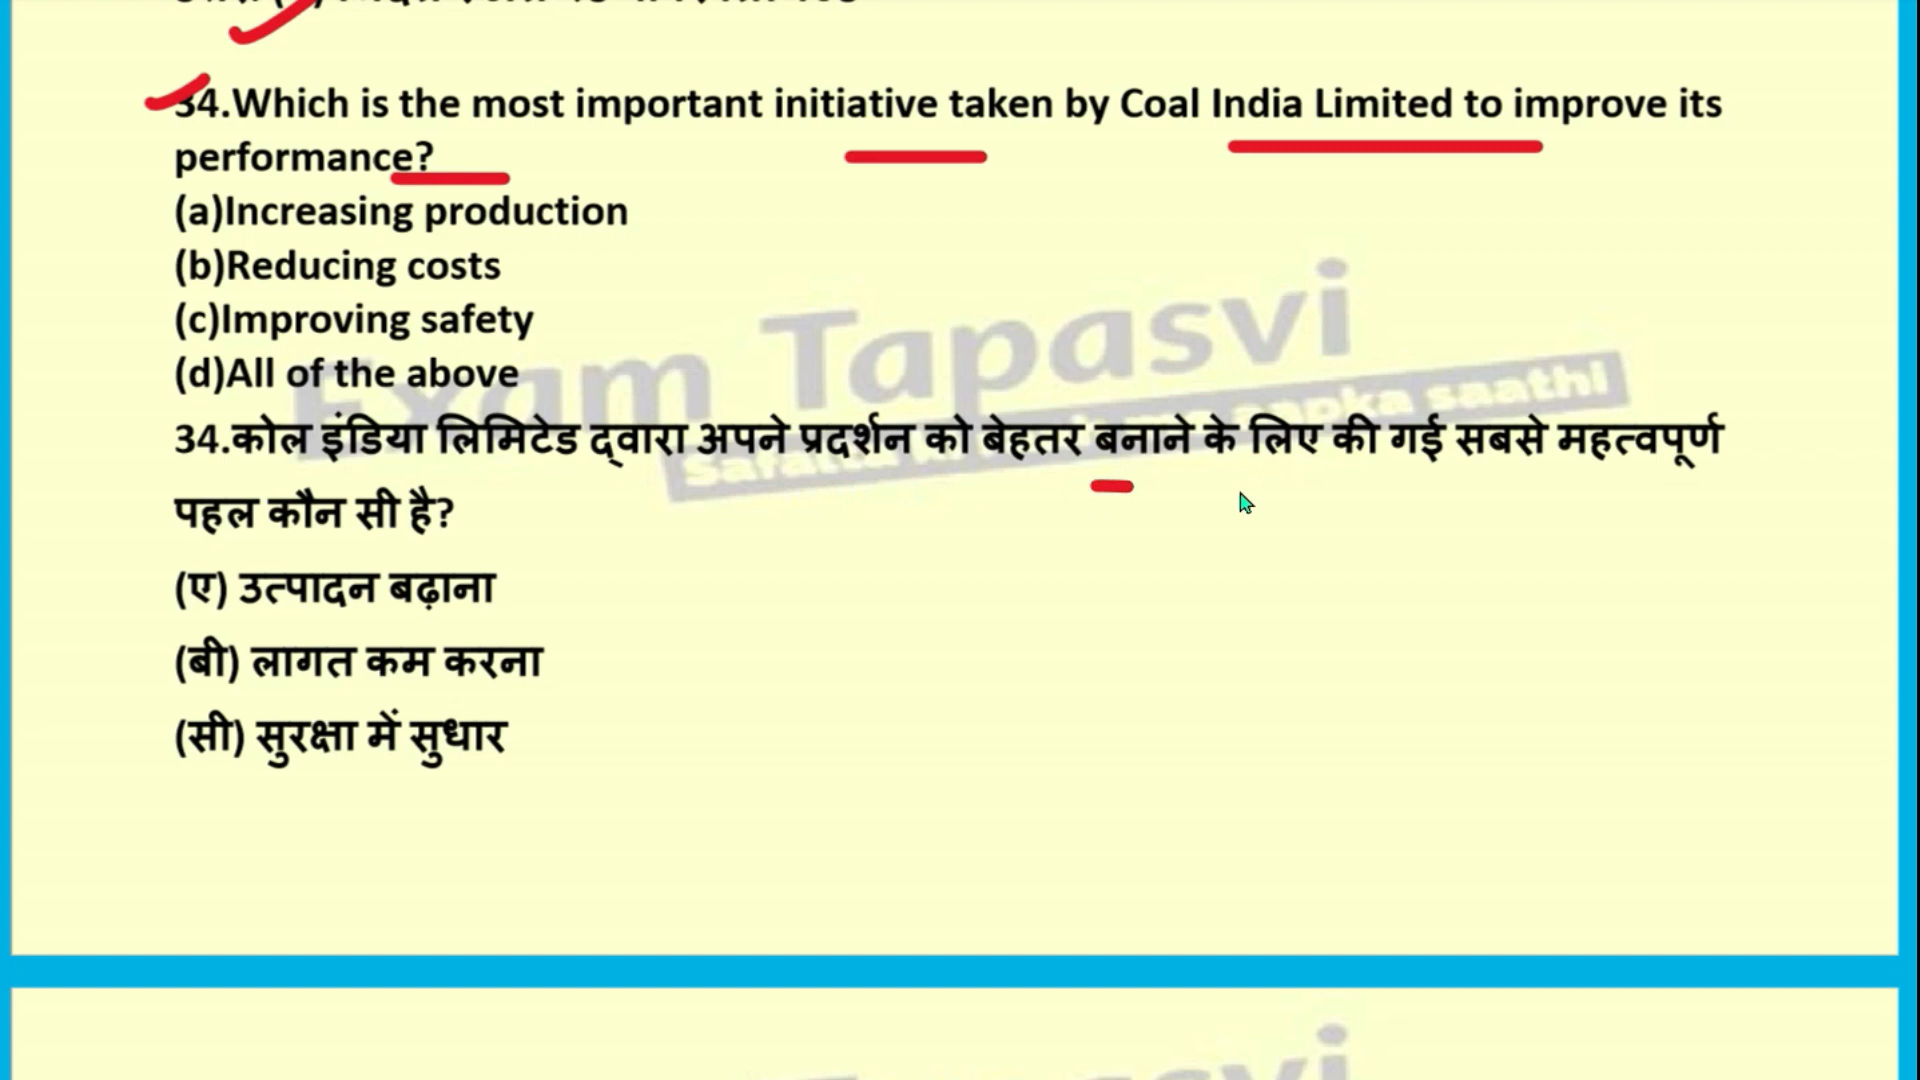 34.Which is the most important initiative taken by Coal India Limited to improve its
performance?
(a)Increasing production
(b)Reducing costs
(c)Improving safety
(d)All of the above
Exam Tapasvi
aapka saathi
34.कोल इंडिया लिमिटेड द्वारा अपने प्रदर्शन को बेहतर बनाने के लिए की गई सबसे महत्वपूर्ण
पहल कौन सी है?
(ए) उत्पादन बढ़ाना
(बी) लागत कम करना
(सी) सुरक्षा में सुधार